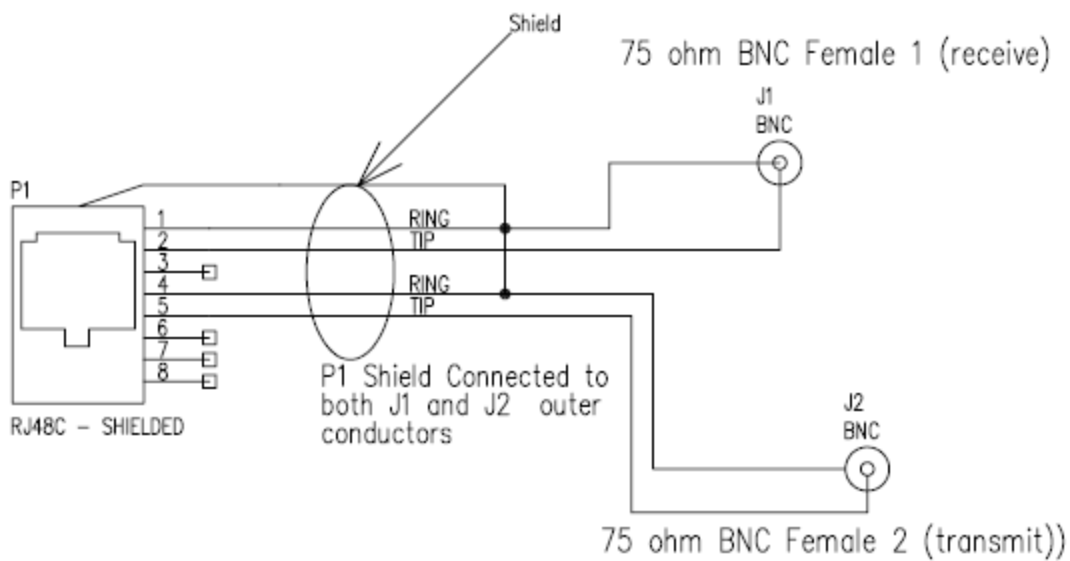 Shield
75 ohm BNC Female 1 (receive)
J1
BNC
P1
1
RING
2
TIP
3
4
RING
5
TIP
6
7
8
P1 Shield Connected to
both J1 and J2 outer
conductors
RJ48C - SHIELDED
J2
BNC
75 ohm BNC Female 2 (transmit))